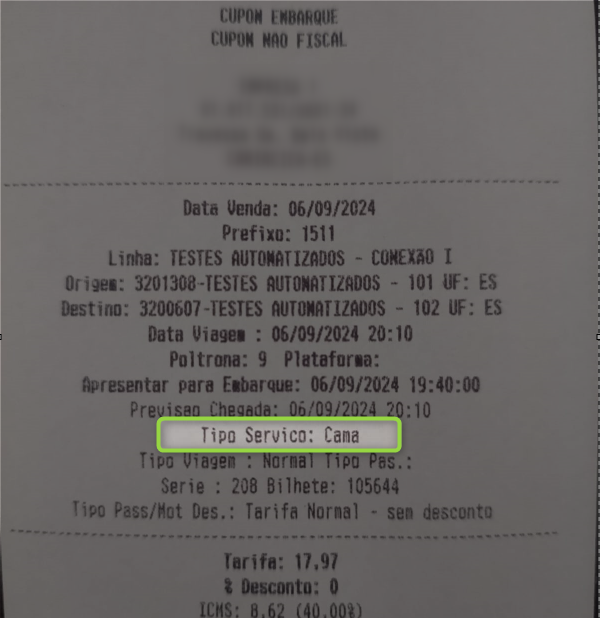 CUPON EMBARQUE
CUPON NAO FISCAL
Data Venda: 06/09/2024
Prefixo: 1511
Linha: TESTES AUTOMATIZADOS - CONEXÃO I
Origem: 3201308-TESTES AUTOMATIZADOS - 101 UF: ES
Destino: 3200607-TESTES AUTOMATIZADOS - 102 UF: ES
Data Viagem : 06/09/2024 20:10
Poltrona: 9 Plataforma:
Apresentar para Embarque: 06/09/2024 19:40:00
Previsao Chegada: 06/09/2024 20:10
Tipo Servico: Cama
Tipo Viagem : Normal Tipo Pas.:
Serie : 208 Bilhete: 105644
Tipo Pass/Mot Des.: Tarifa Normal - sem desconto
Tarifa: 17,97
% Desconto: 0
ICMS: 8,62 (40.00%)